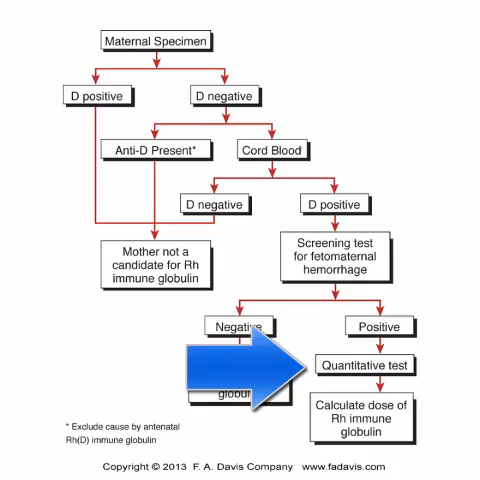 Maternal Specimen
D positive
D negative
Anti-D Present*
Cord Blood
D negative
D positive
Mother not a
candidate for Rh
immune globulin
Screening test
for fetomaternal
hemorrhage
Negative
Positive
Quantitative test
Calculate dose of
Rh immune
globulin
* Exclude cause by antenatal
Rh(D) immune globulin
Copyright © 2013 F. A. Davis Company www.fadavis.com